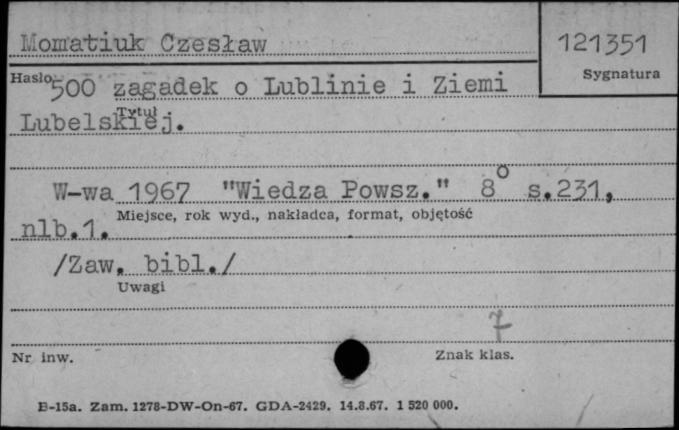 Momatiuk Czesław
121351
Hasło
Sygnatura
500 zagadek o Lublinie i Ziemi
Tytuł
Lubelskiej.
W-wa 1967 "Wiedza Powsz." 8° s.231,
Miejsce, rok wyd., nakładca, format, objętość
nlb.1.
/Zaw. bibl./
Uwagi
7
Nr inw.
Znak klas.
B-15a. Zam. 1278-DW-On-67. GDA-2429. 14.8.67. 1 520 000.